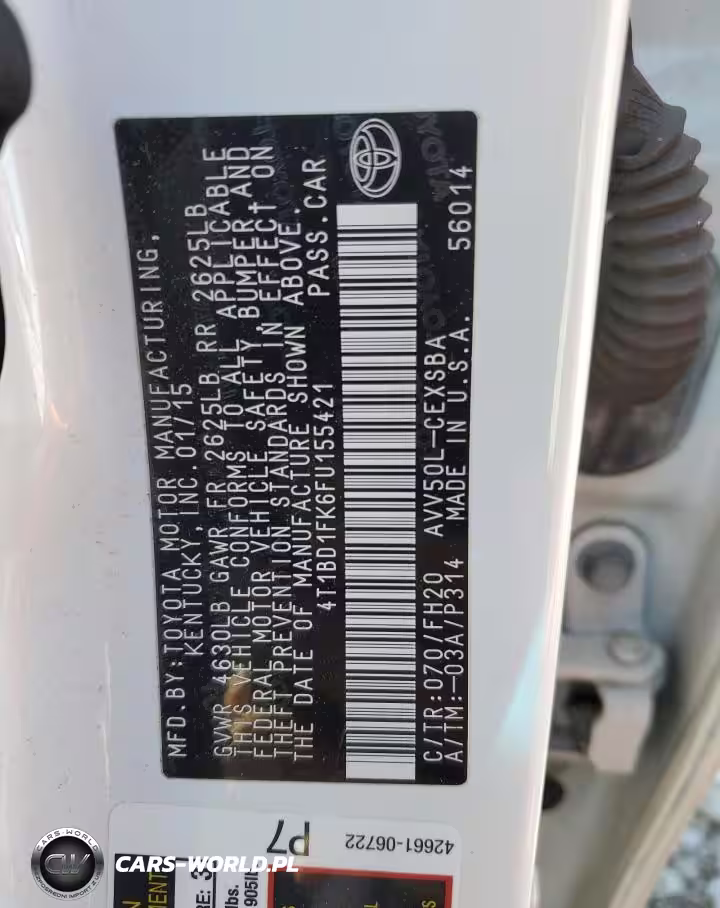 MFD.BY:TOYOTA MOTOR MANUFACTURING,
KENTUCKY, INC. 01/15
GVWR 4630LB GAWR FR 2625LB RR 2625LB
THIS VEHICLE CONFORMS TO ALL APPLICABLE
FEDERAL MOTOR VEHICLE SAFETY, BUMPER AND
THEFT PREVENTION STANDARDS IN EFFECT ON
THE DATE OF MANUFACTURE SHOWN ABOVE.
4T1BD1FK6FU155421 PASS.CAR
C/TR:070/FH20 AVV50L-CEXSBA
A/TM:-03A/P314 MADE IN U.S.A. 56014
P7
42661-06722
CARS-WORLD
CW
CARS-WORLD.PL